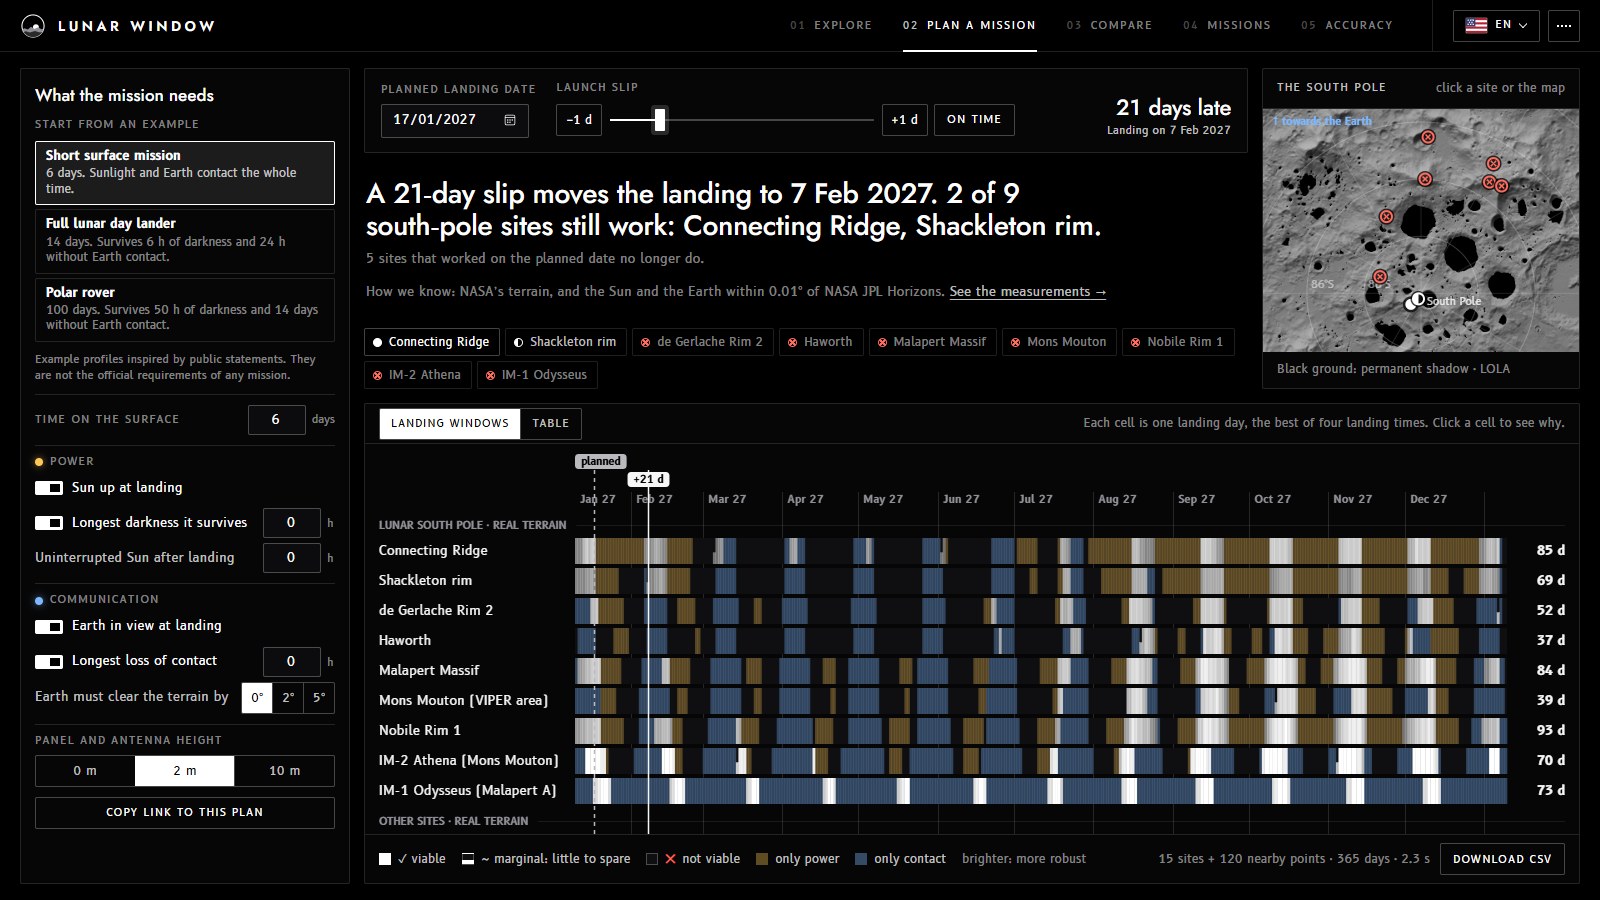 LUNAR WINDOW
01 EXPLORE
02 PLAN A MISSION
03 COMPARE
04 MISSIONS
05 ACCURACY
EN
What the mission needs
START FROM AN EXAMPLE
Short surface mission
6 days. Sunlight and Earth contact the whole
time.
Full lunar day lander
14 days. Survives 6 h of darkness and 24 h
without Earth contact.
Polar rover
100 days. Survives 50 h of darkness and 14 days
without Earth contact.
Example profiles inspired by public statements. They
are not the official requirements of any mission.
TIME ON THE SURFACE 6 days
POWER
Sun up at landing
Longest darkness it survives 0 h
Uninterrupted Sun after landing 0 h
COMMUNICATION
Earth in view at landing
Longest loss of contact 0 h
Earth must clear the terrain by 0° 2° 5°
PANEL AND ANTENNA HEIGHT
0 m 2 m 10 m
COPY LINK TO THIS PLAN
PLANNED LANDING DATE
17/01/2027
LAUNCH SLIP
−1 d
+1 d
ON TIME
21 days late
Landing on 7 Feb 2027
A 21-day slip moves the landing to 7 Feb 2027. 2 of 9
south-pole sites still work: Connecting Ridge, Shackleton rim.
5 sites that worked on the planned date no longer do.
How we know: NASA's terrain, and the Sun and the Earth within 0.01° of NASA JPL Horizons. See the measurements →
Connecting Ridge
Shackleton rim
de Gerlache Rim 2
Haworth
Malapert Massif
Mons Mouton
Nobile Rim 1
IM-2 Athena
IM-1 Odysseus
THE SOUTH POLE
click a site or the map
↑ towards the Earth
86°S
South Pole
Black ground: permanent shadow · LOLA
LANDING WINDOWS
TABLE
Each cell is one landing day, the best of four landing times. Click a cell to see why.
planned
+21 d
Jan 27 Feb 27 Mar 27 Apr 27 May 27 Jun 27 Jul 27 Aug 27 Sep 27 Oct 27 Nov 27 Dec 27
LUNAR SOUTH POLE · REAL TERRAIN
Connecting Ridge 85 d
Shackleton rim 69 d
de Gerlache Rim 2 52 d
Haworth 37 d
Malapert Massif 84 d
Mons Mouton (VIPER area) 39 d
Nobile Rim 1 93 d
IM-2 Athena (Mons Mouton) 70 d
IM-1 Odysseus (Malapert A) 73 d
OTHER SITES · REAL TERRAIN
✓ viable
~ marginal: little to spare
✕ not viable
only power
only contact
brighter: more robust
15 sites + 120 nearby points · 365 days · 2.3 s
DOWNLOAD CSV